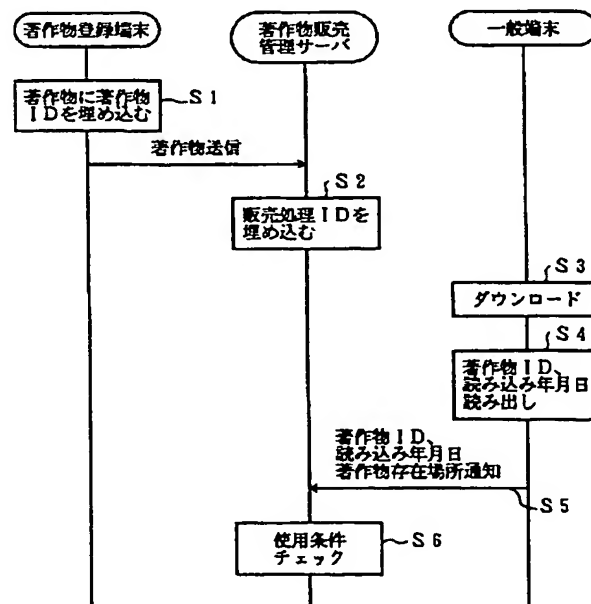 著作物登録端末
著作物販売
管理サーバ
一般端末
著作物に著作物
IDを埋め込む
S1
著作物送信
S2
販売処理IDを
埋め込む
S3
ダウンロード
S4
著作物ID、
読み込み年月日
読み出し
著作物ID、
読み込み年月日
著作物存在場所通知
S5
使用条件
チェック
S6